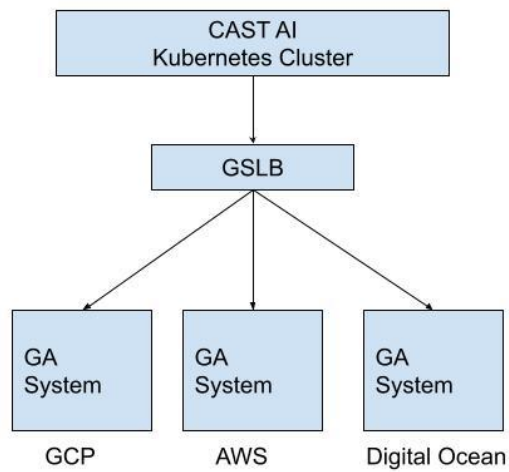 CAST AI
Kubernetes Cluster
GSLB
GA
System
GA
System
GA
System
GCP
AWS
Digital Ocean